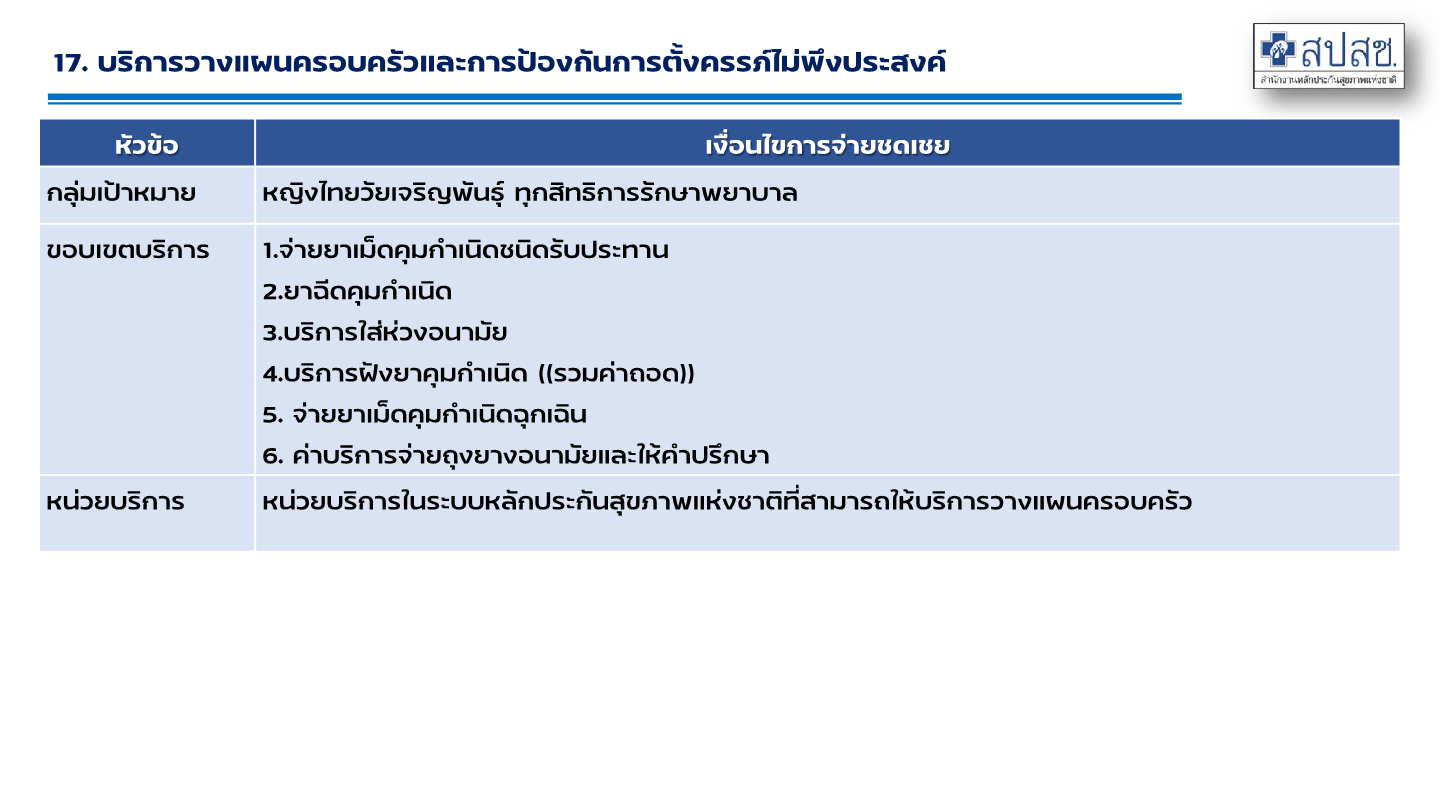 17. บริการวางแผนครอบครัวและการป้องกันการตั้งครรภ์ไม่พึงประสงค์
สปสช.
สำนักงานหลักประกันสุขภาพแห่งชาติ
หัวข้อ เงื่อนไขการจ่ายชดเชย
กลุ่มเป้าหมาย หญิงไทยวัยเจริญพันธุ์ ทุกสิทธิการรักษาพยาบาล
ขอบเขตบริการ 1.จ่ายยาเม็ดคุมกำเนิดชนิดรับประทาน
2.ยาฉีดคุมกำเนิด
3.บริการใส่ห่วงอนามัย
4.บริการฝังยาคุมกำเนิด ((รวมค่าถอด))
5. จ่ายยาเม็ดคุมกำเนิดฉุกเฉิน
6. ค่าบริการจ่ายถุงยางอนามัยและให้คำปรึกษา
หน่วยบริการ หน่วยบริการในระบบหลักประกันสุขภาพแห่งชาติที่สามารถให้บริการวางแผนครอบครัว